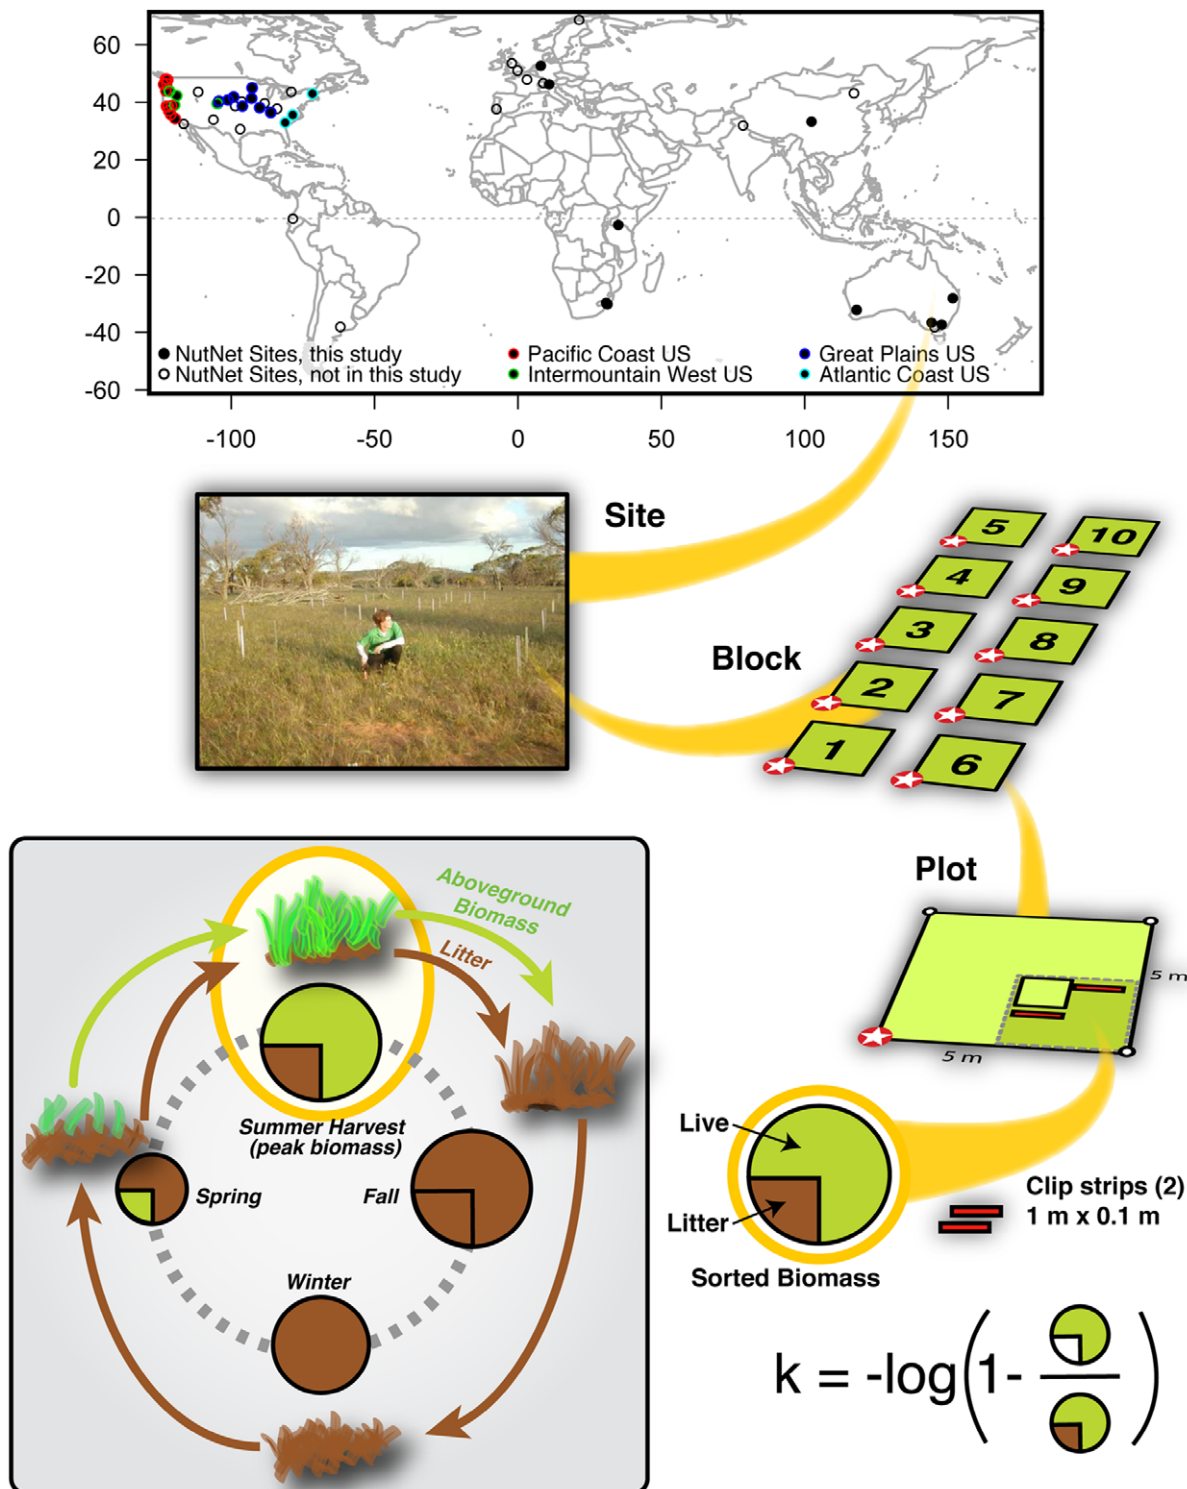 60
40
20
0
-20
-40
-60
NutNet Sites, this study
NutNet Sites, not in this study
Pacific Coast US
Intermountain West US
Great Plains US
Atlantic Coast US
-100 -50 0 50 100 150
Site
Block
5 10
4 9
3 8
2 7
1 6
Plot
5 m
5 m
Aboveground
Biomass
Litter
Summer Harvest
(peak biomass)
Spring
Fall
Winter
Live
Litter
Sorted Biomass
Clip strips (2)
1 m x 0.1 m
k = -log(1- )